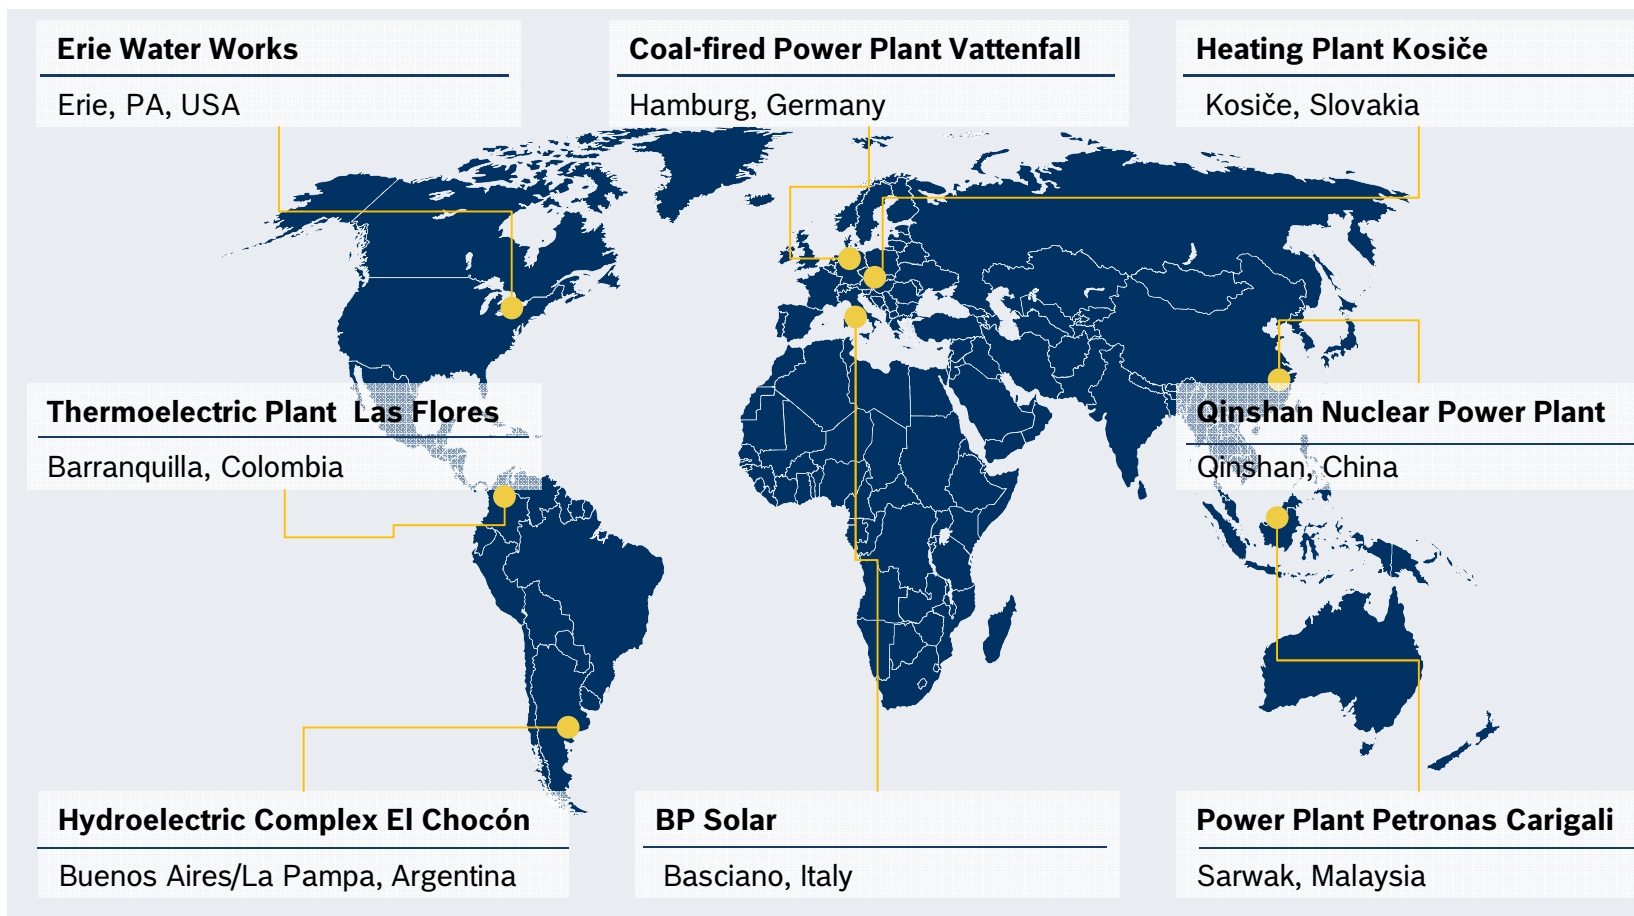 Erie Water Works
Erie, PA, USA
Coal-fired Power Plant Vattenfall
Hamburg, Germany
Heating Plant Kosiče
Kosiče, Slovakia
Thermoelectric Plant  Las Flores
Barranquilla, Colombia
Qinshan Nuclear Power Plant
Qinshan, China
Hydroelectric Complex El Chocón
Buenos Aires/La Pampa, Argentina
BP Solar
Basciano, Italy
Power Plant Petronas Carigali
Sarwak, Malaysia